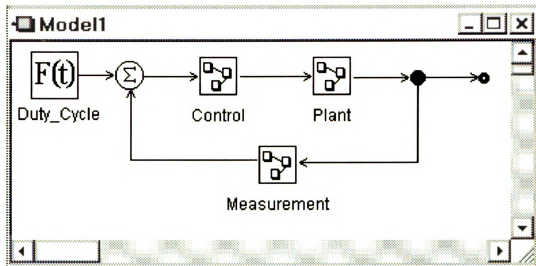 Model1
F(t)
Σ
Duty_Cycle
Control
Plant
Measurement